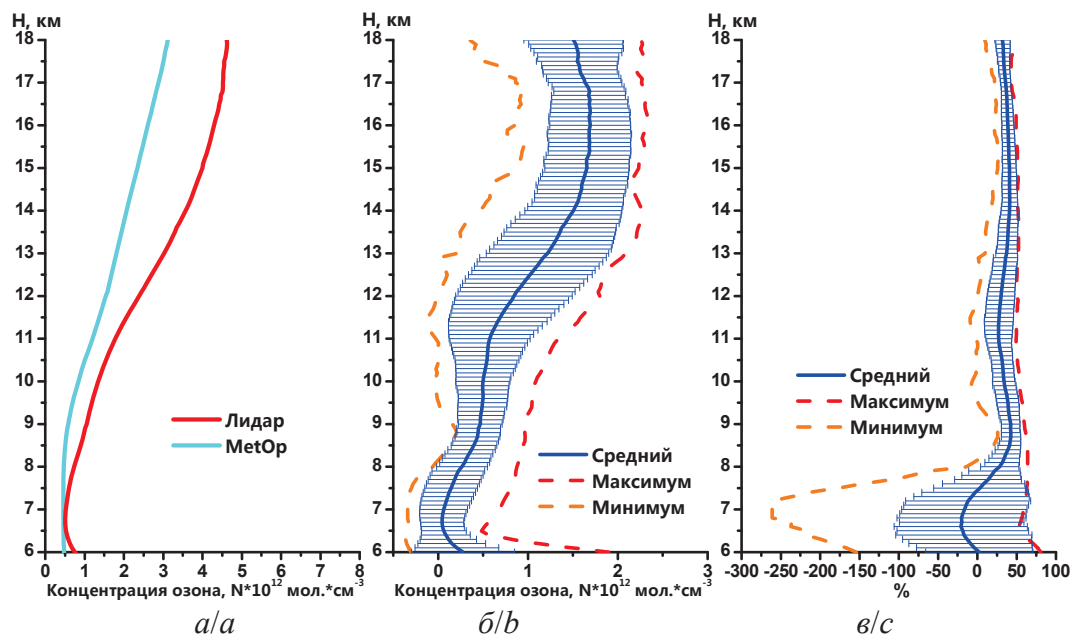 Н, км
18
17
16
15
14
13
12
11
10
9
8
7
6
Лидар
MetOp
0 1 2 3 4 5 6 7 8
Концентрация озона, N*10¹² мол.*см⁻³
а/a
Н, км
18
17
16
15
14
13
12
11
10
9
8
7
6
Средний
Максимум
Минимум
0 1 2 3
Концентрация озона, N*10¹² мол.*см⁻³
б/b
Н, км
18
17
16
15
14
13
12
11
10
9
8
7
6
Средний
Максимум
Минимум
-300 -250 -200 -150 -100 -50 0 50 100
%
в/c